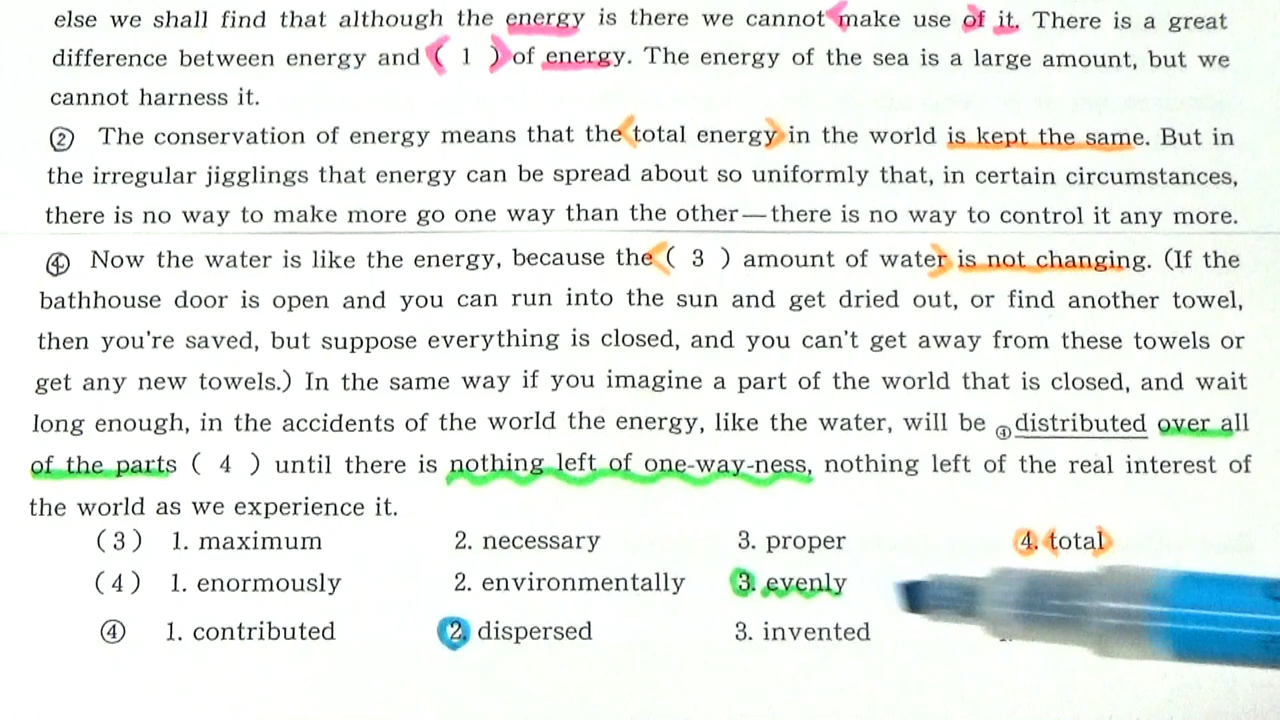 else we shall find that although the energy is there we cannot make use of it. There is a great
difference between energy and ( 1 ) of energy. The energy of the sea is a large amount, but we
cannot harness it.
② The conservation of energy means that the total energy in the world is kept the same. But in
the irregular jigglings that energy can be spread about so uniformly that, in certain circumstances,
there is no way to make more go one way than the other—there is no way to control it any more.
④ Now the water is like the energy, because the ( 3 ) amount of water is not changing. (If the
bathhouse door is open and you can run into the sun and get dried out, or find another towel,
then you're saved, but suppose everything is closed, and you can't get away from these towels or
get any new towels.) In the same way if you imagine a part of the world that is closed, and wait
long enough, in the accidents of the world the energy, like the water, will be ④distributed over all
of the parts ( 4 ) until there is nothing left of one-way-ness, nothing left of the real interest of
the world as we experience it.
( 3 ) 1. maximum 2. necessary 3. proper 4. total
( 4 ) 1. enormously 2. environmentally 3. evenly
④ 1. contributed 2. dispersed 3. invented